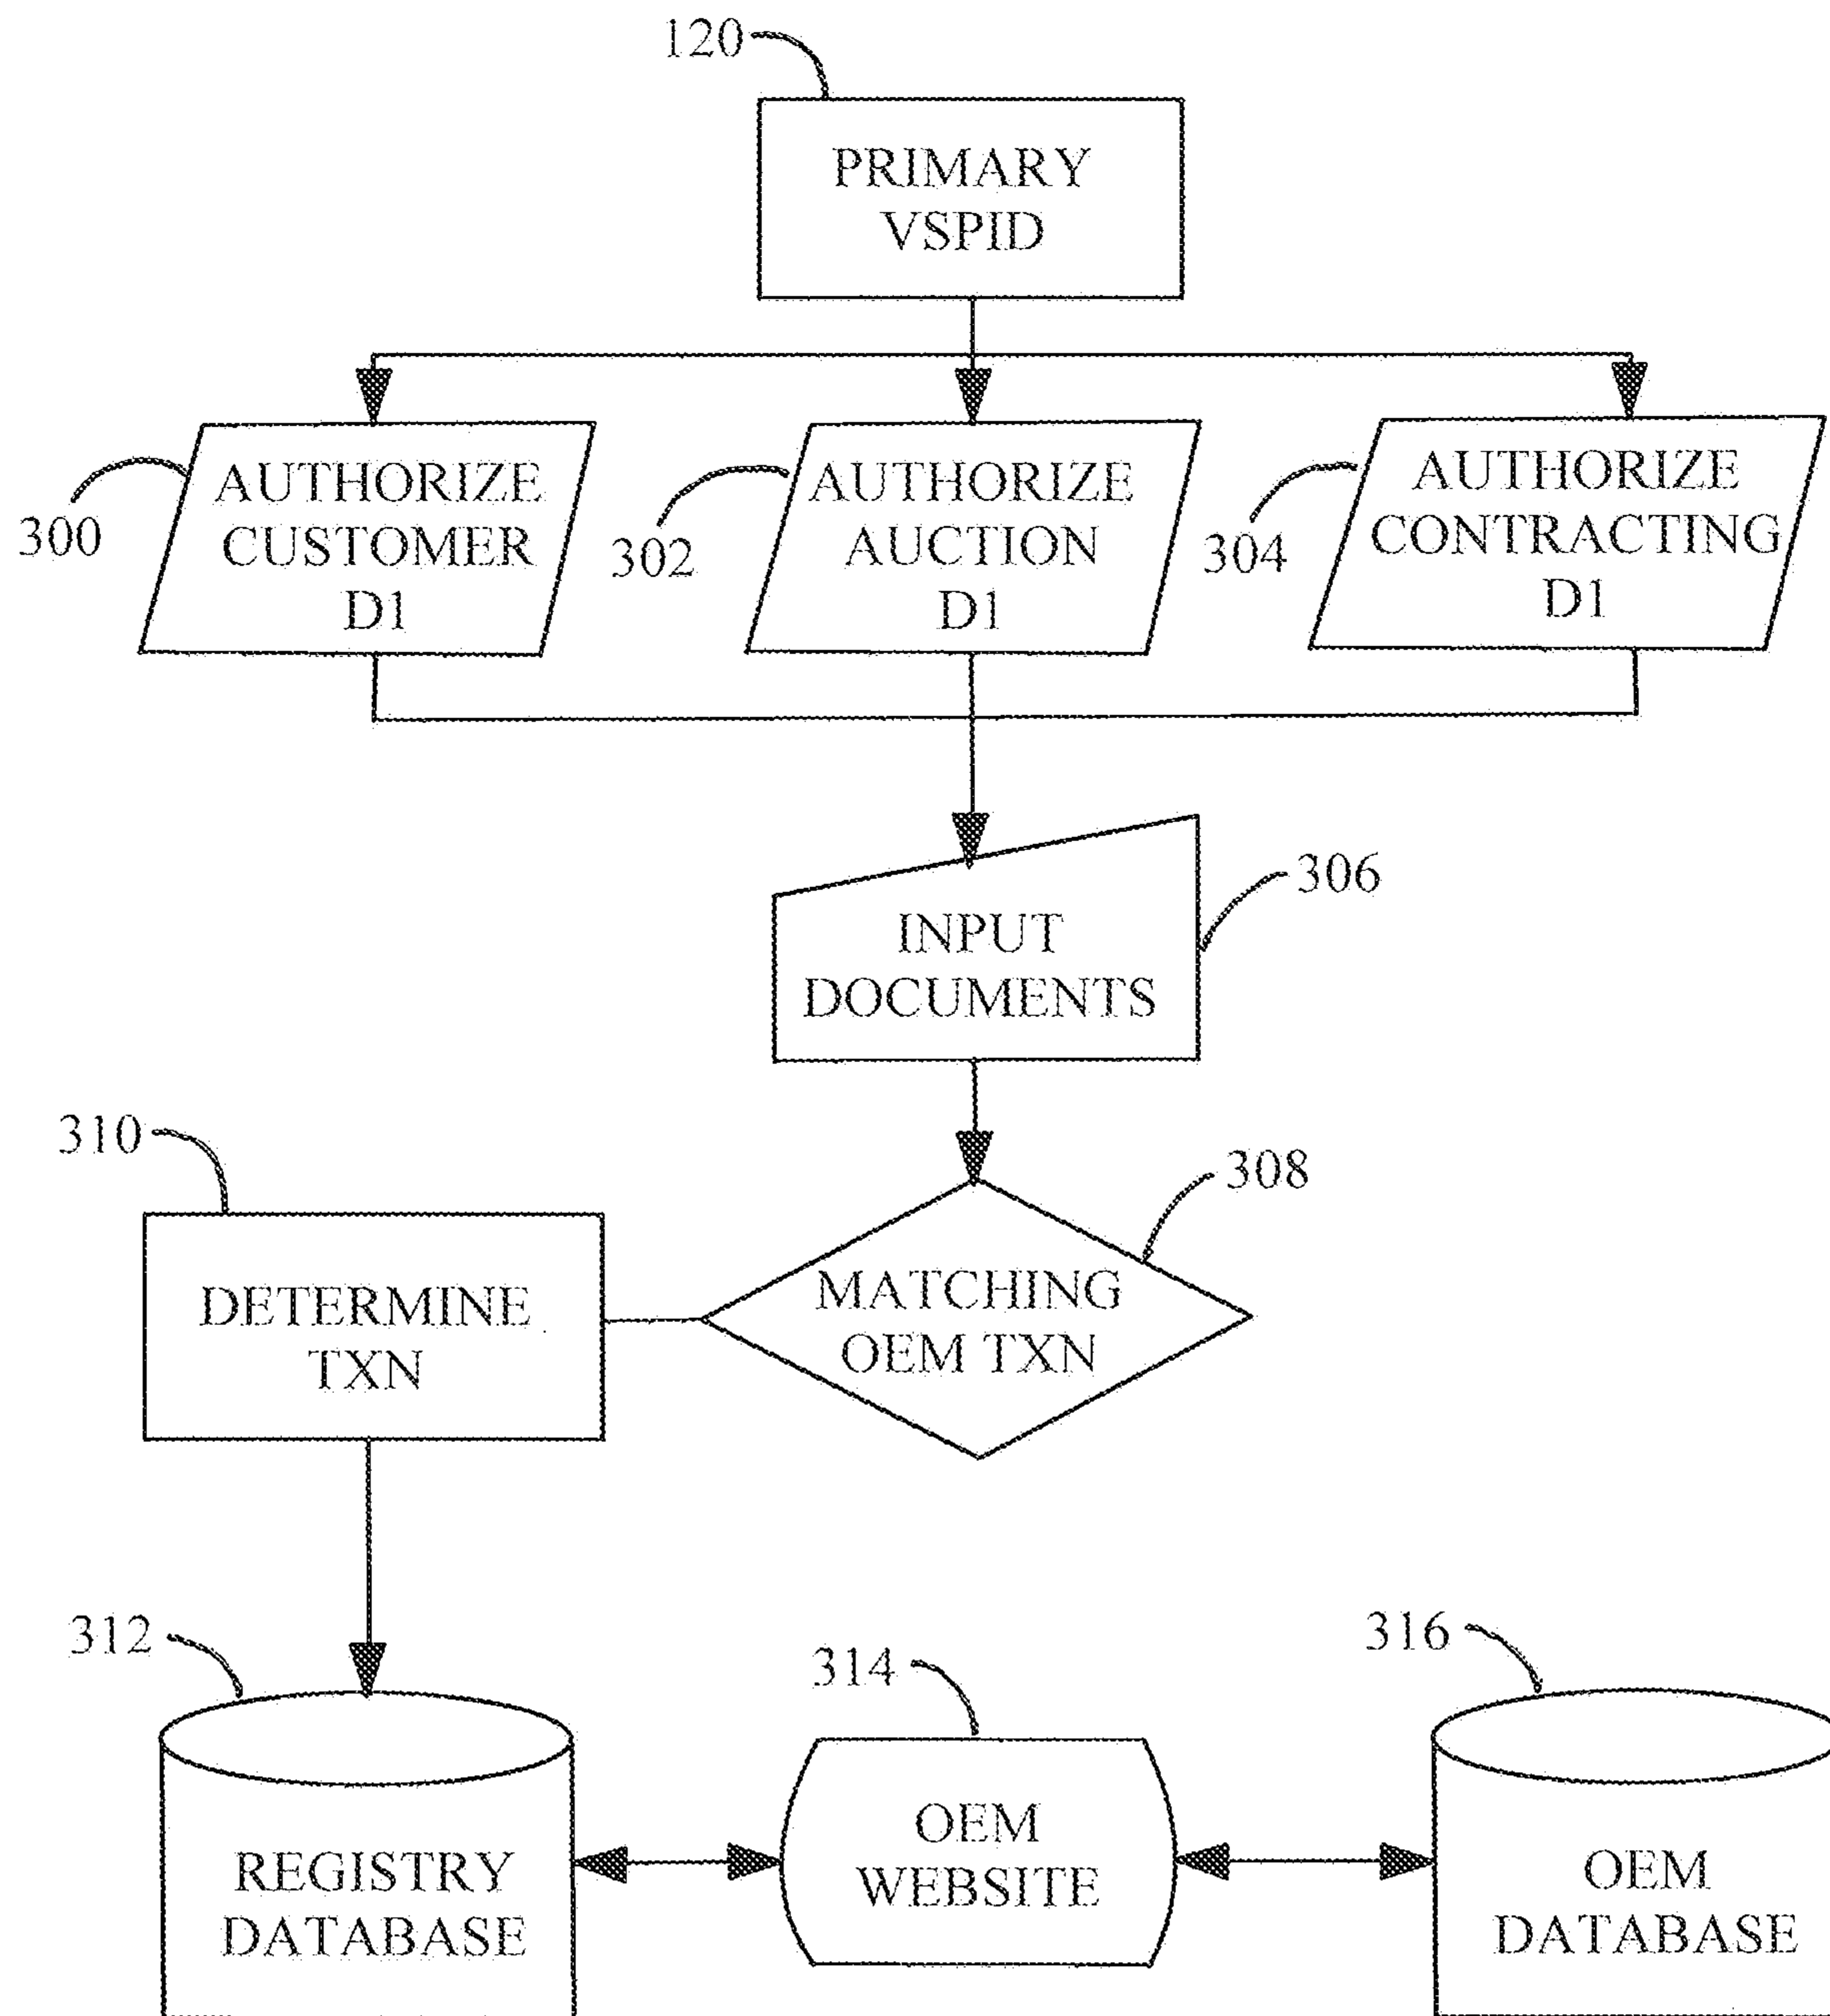 120
PRIMARY
VSPID
300
AUTHORIZE
CUSTOMER
D1
302
AUTHORIZE
AUCTION
D1
304
AUTHORIZE
CONTRACTING
D1
306
INPUT
DOCUMENTS
310
DETERMINE
TXN
308
MATCHING
OEM TXN
312
REGISTRY
DATABASE
314
OEM
WEBSITE
316
OEM
DATABASE